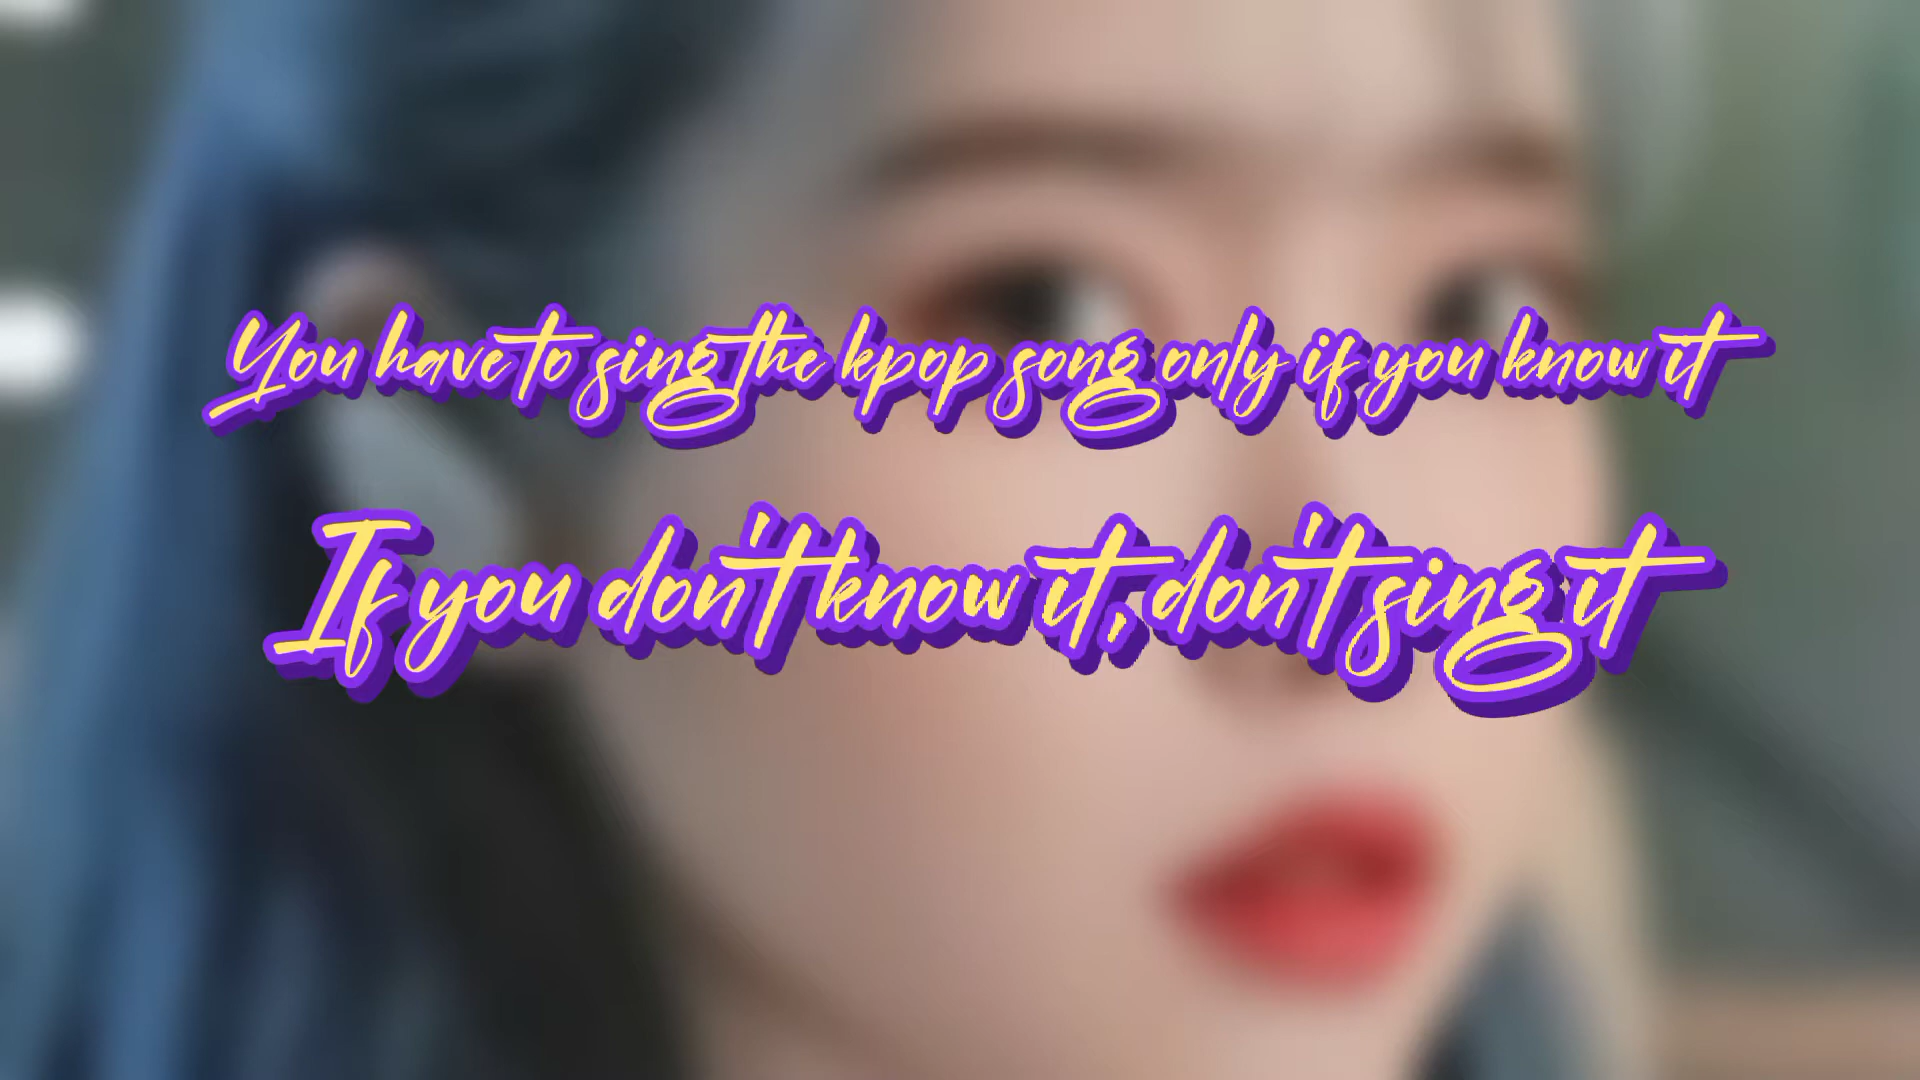 You have to sing the kpop song only if you know it
If you don't know it, don't sing it